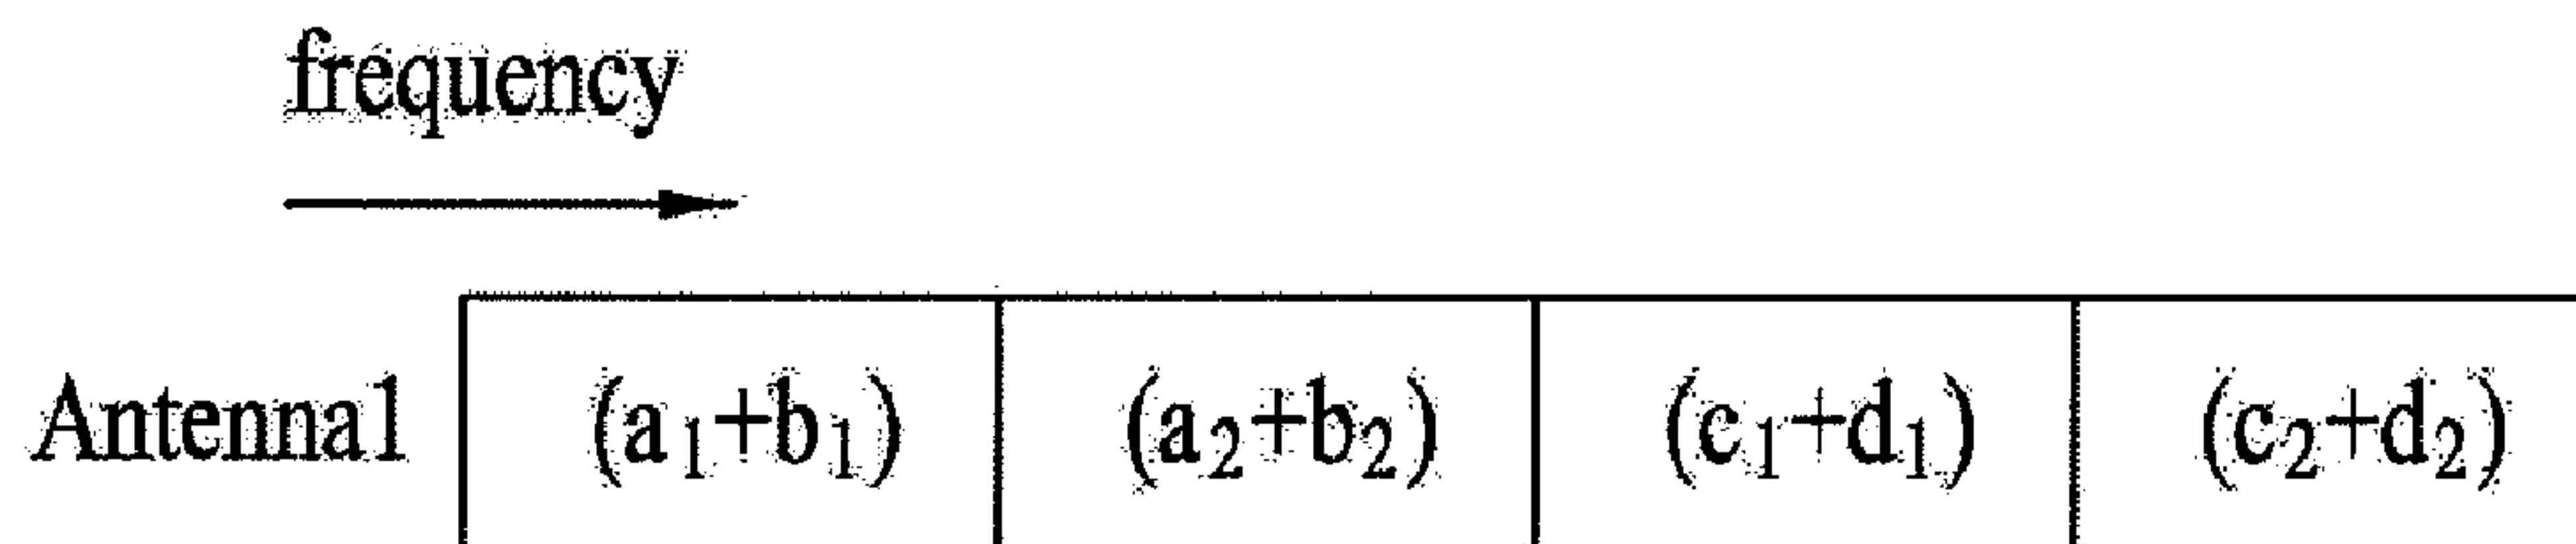 frequency
Antenna1 (a₁+b₁) (a₂+b₂) (c₁+d₁) (c₂+d₂)